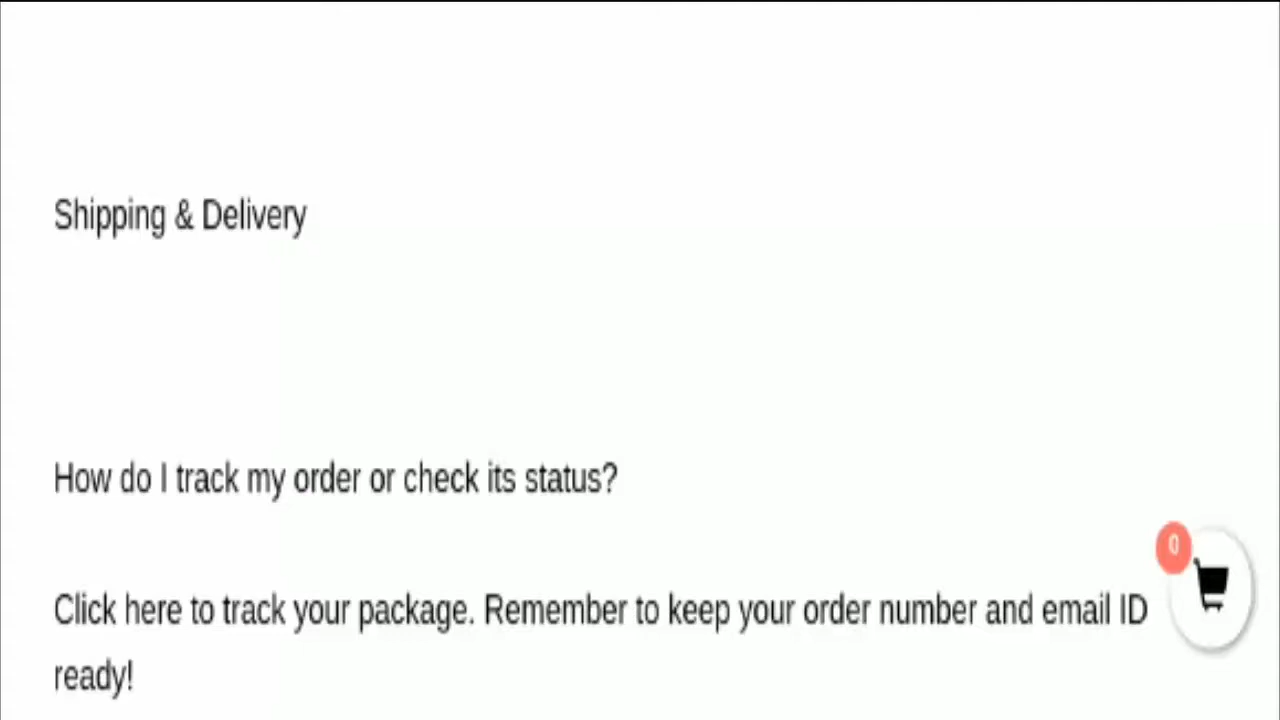 Shipping & Delivery
How do I track my order or check its status?
0
Click here to track your package. Remember to keep your order number and email ID
ready!